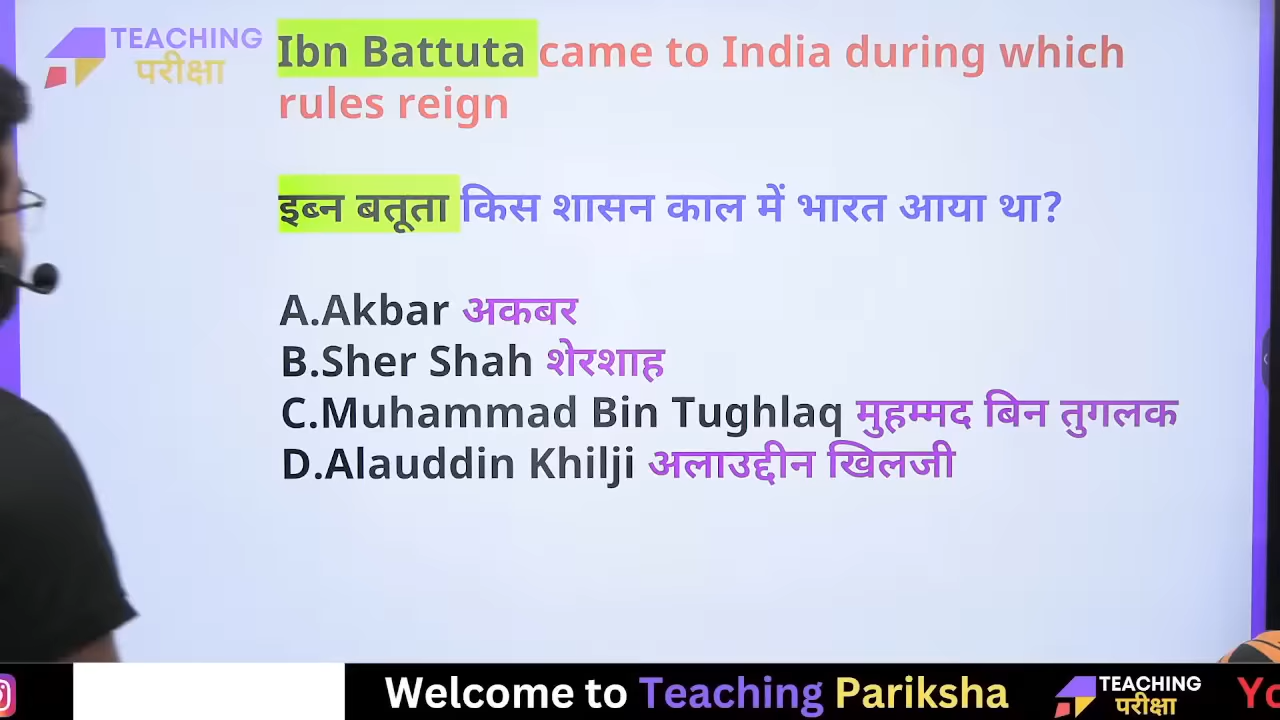 TEACHING
परीक्षा
Ibn Battuta came to India during which
rules reign
इब्न बतूता किस शासन काल में भारत आया था?
A.Akbar अकबर
B.Sher Shah शेरशाह
C.Muhammad Bin Tughlaq मुहम्मद बिन तुगलक
D.Alauddin Khilji अलाउद्दीन खिलजी
Welcome to Teaching Pariksha
TEACHING
परीक्षा
Yo